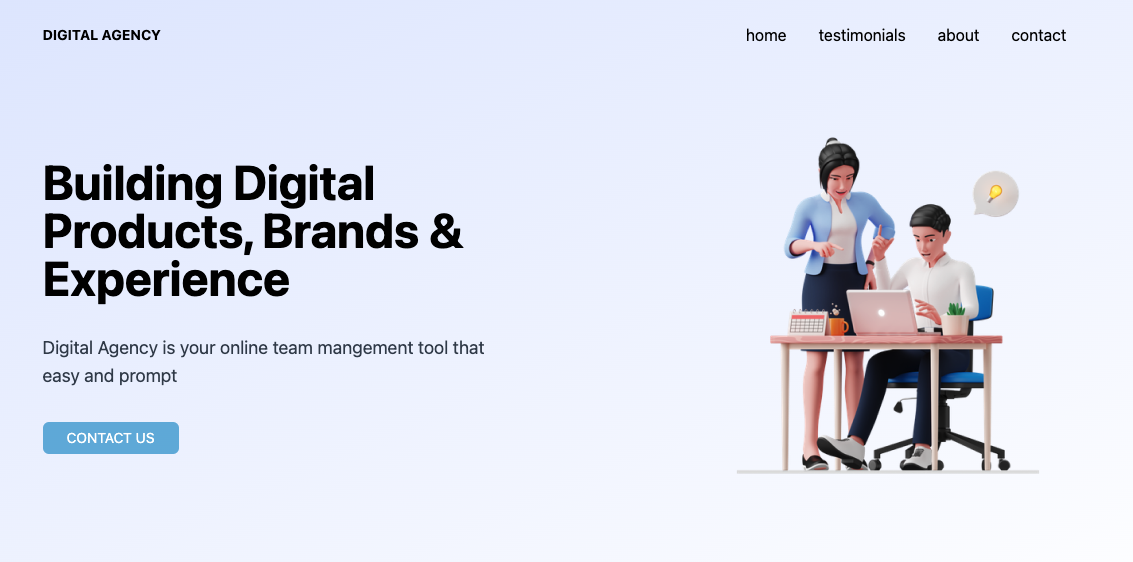 DIGITAL AGENCY
home testimonials about contact
Building Digital
Products, Brands &
Experience
Digital Agency is your online team mangement tool that
easy and prompt
CONTACT US